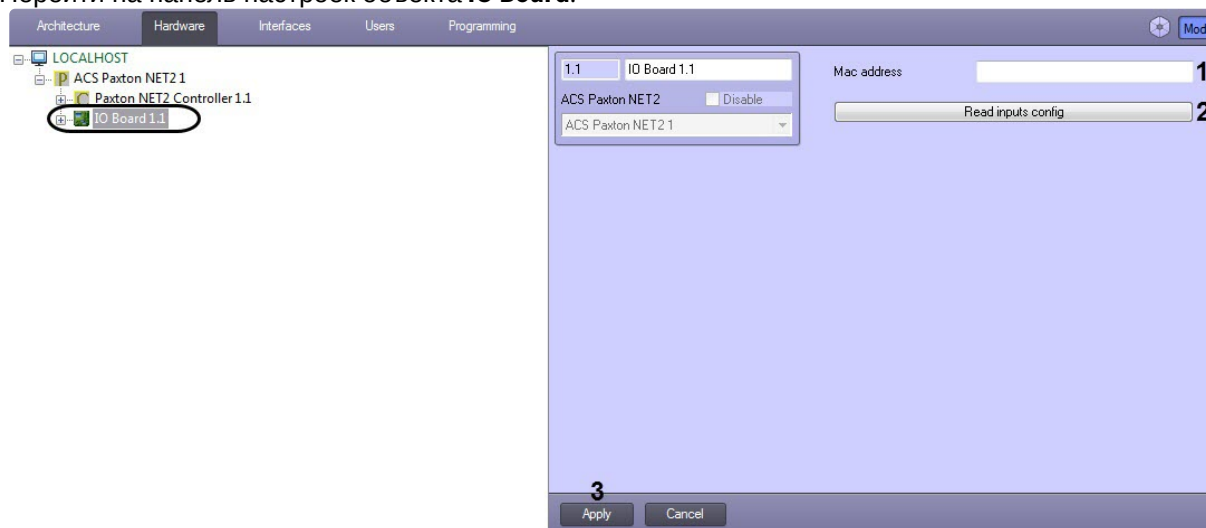 Перейти на панель настроек объекта IO Board.
Architecture Hardware Interfaces Users Programming
LOCALHOST
ACS Paxton NET2 1
Paxton NET2 Controller 1.1
IO Board 1.1
1.1 IO Board 1.1
ACS Paxton NET2 Disable
ACS Paxton NET2 1
Mac address 1
Read inputs config 2
3
Apply Cancel